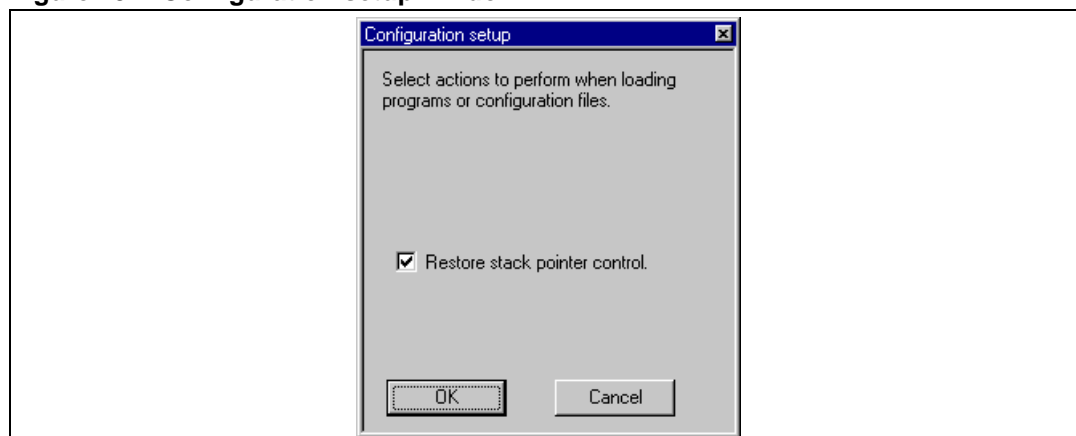 Configuration setup
Select actions to perform when loading
programs or configuration files.
Restore stack pointer control.
OK
Cancel